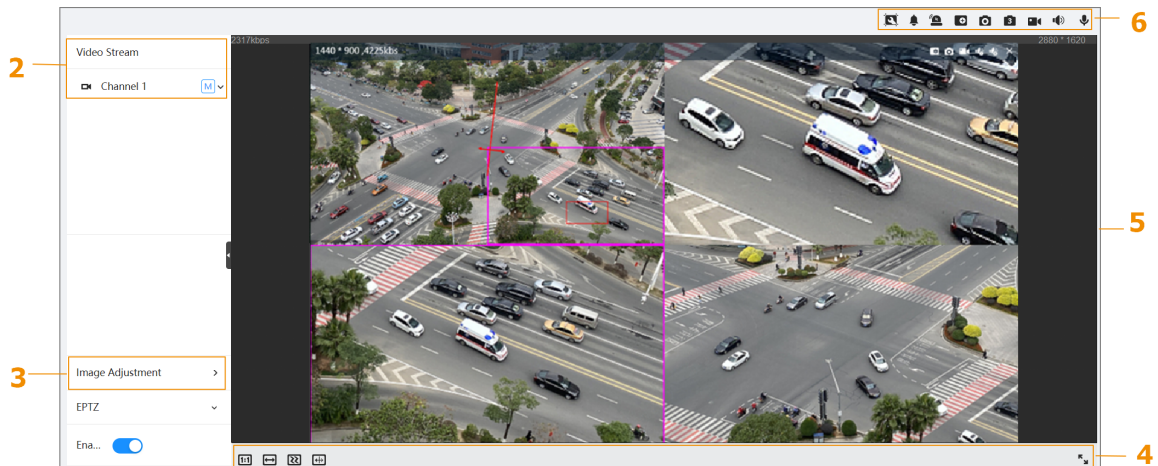 6
2317kbps
2880 * 1620
2
Video Stream
1440 * 900 ,4225kbs
Channel 1
M
5
3
Image Adjustment
EPTZ
Ena...
1:1
4